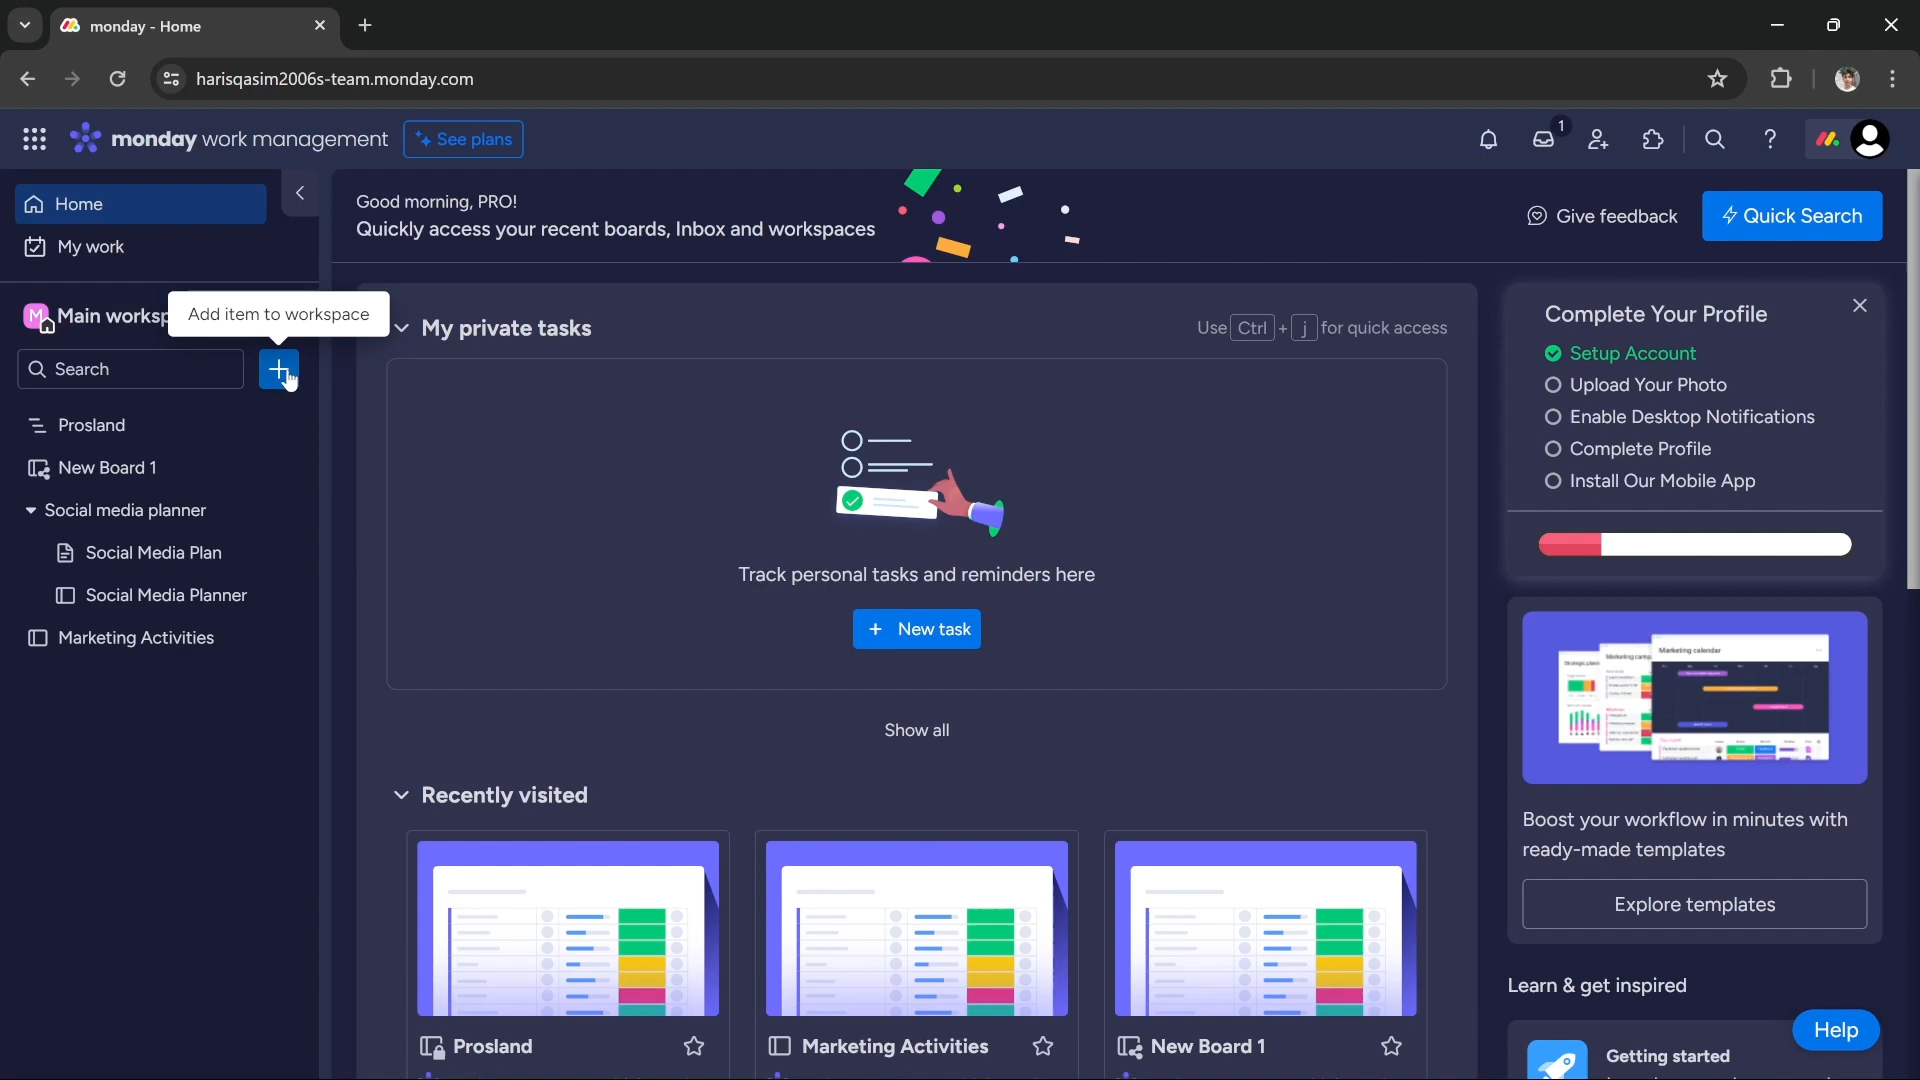 monday - Home
harisqasim2006s-team.monday.com
monday work management
See plans
1
Home
My work
Good morning, PRO!
Quickly access your recent boards, Inbox and workspaces
Give feedback
Quick Search
M
Main worksp
Add item to workspace
Search
Prosland
New Board 1
Social media planner
Social Media Plan
Social Media Planner
Marketing Activities
My private tasks
Use Ctrl + j for quick access
Track personal tasks and reminders here
+ New task
Show all
Recently visited
Prosland
Marketing Activities
New Board 1
Complete Your Profile
Setup Account
Upload Your Photo
Enable Desktop Notifications
Complete Profile
Install Our Mobile App
Marketing calendar
Boost your workflow in minutes with
ready-made templates
Explore templates
Learn & get inspired
Help
Getting started